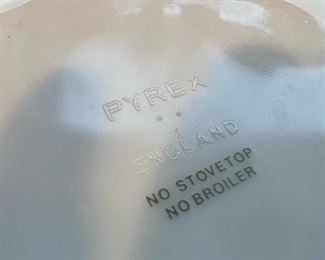 PYREX
ENGLAND
NO STOVETOP
NO BROILER